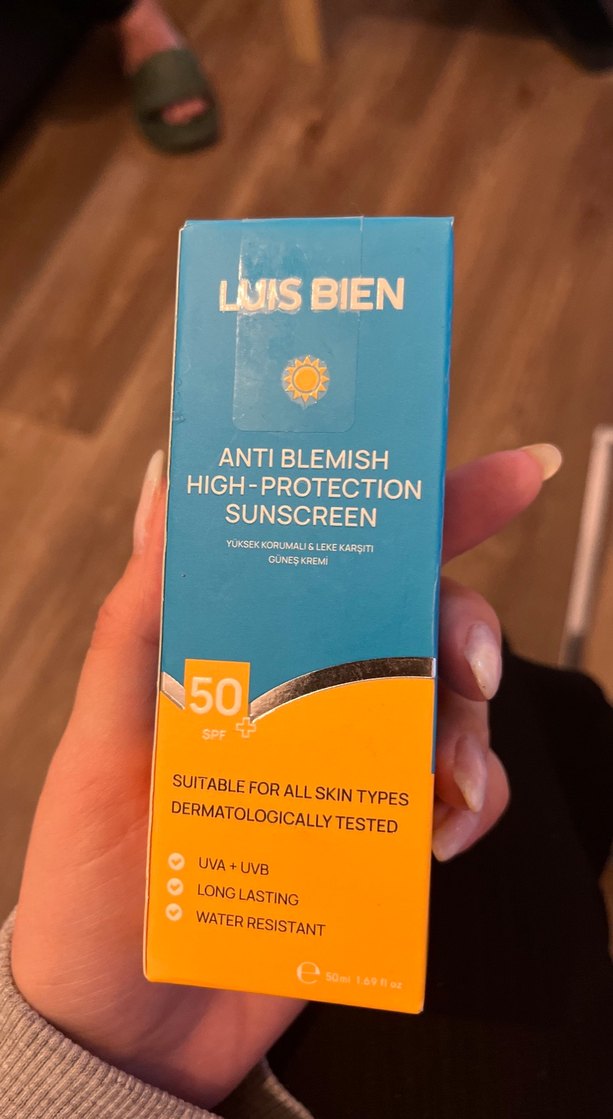 LUIS BIEN
ANTI BLEMISH
HIGH-PROTECTION
SUNSCREEN
YÜKSEK KORUMALI & LEKE KARŞITI
GÜNEŞ KREMİ
50
SPF +
SUITABLE FOR ALL SKIN TYPES
DERMATOLOGICALLY TESTED
UVA + UVB
LONG LASTING
WATER RESISTANT
℮ 50ml 1.69 fl oz